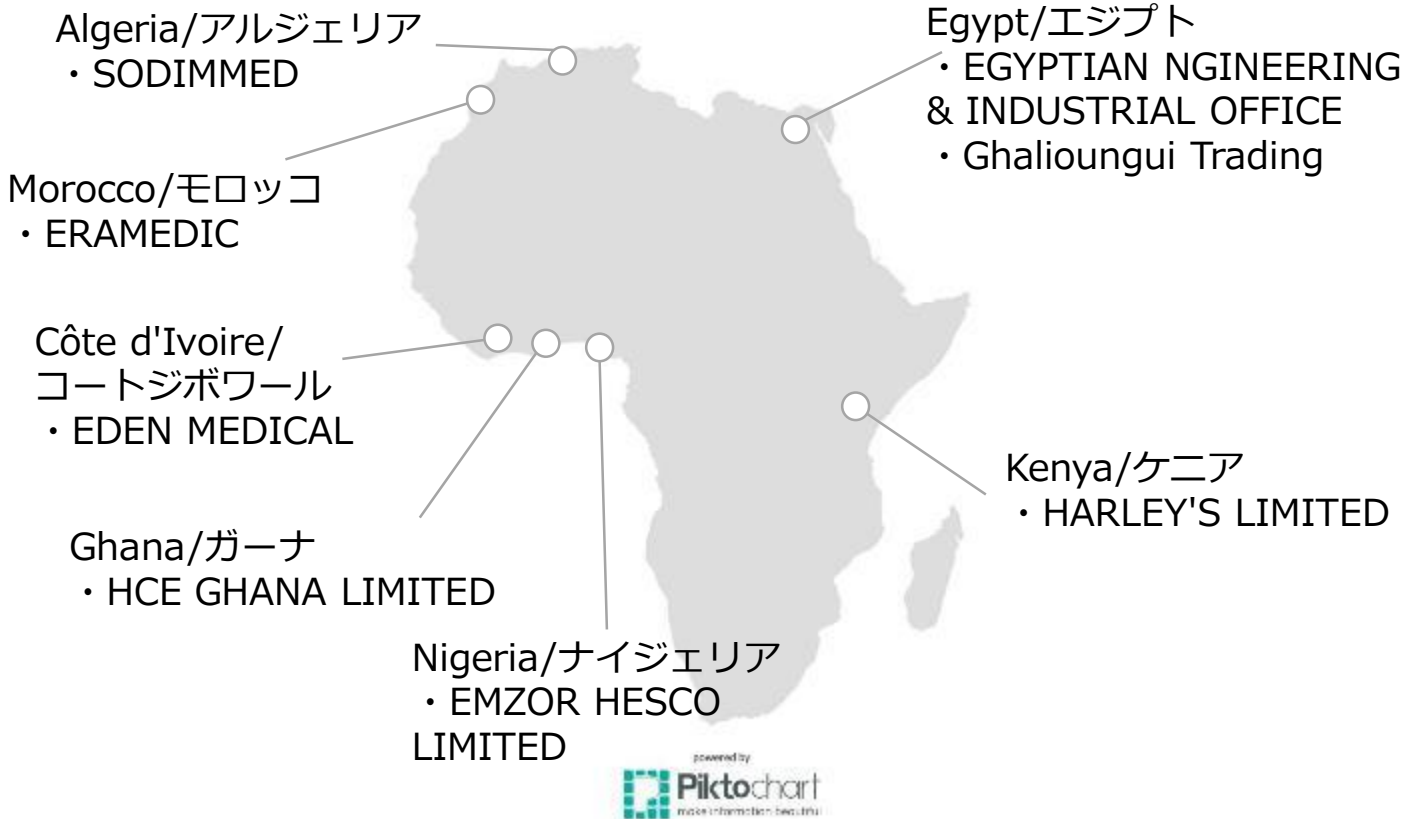 Algeria/アルジェリア
・SODIMMED
Egypt/エジプト
・EGYPTIAN NGINEERING
& INDUSTRIAL OFFICE
・Ghalioungui Trading
Morocco/モロッコ
・ERAMEDIC
Côte d'Ivoire/
コートジボワール
・EDEN MEDICAL
Kenya/ケニア
・HARLEY'S LIMITED
Ghana/ガーナ
・HCE GHANA LIMITED
Nigeria/ナイジェリア
・EMZOR HESCO
LIMITED
powered by
Piktochart
make information beautiful